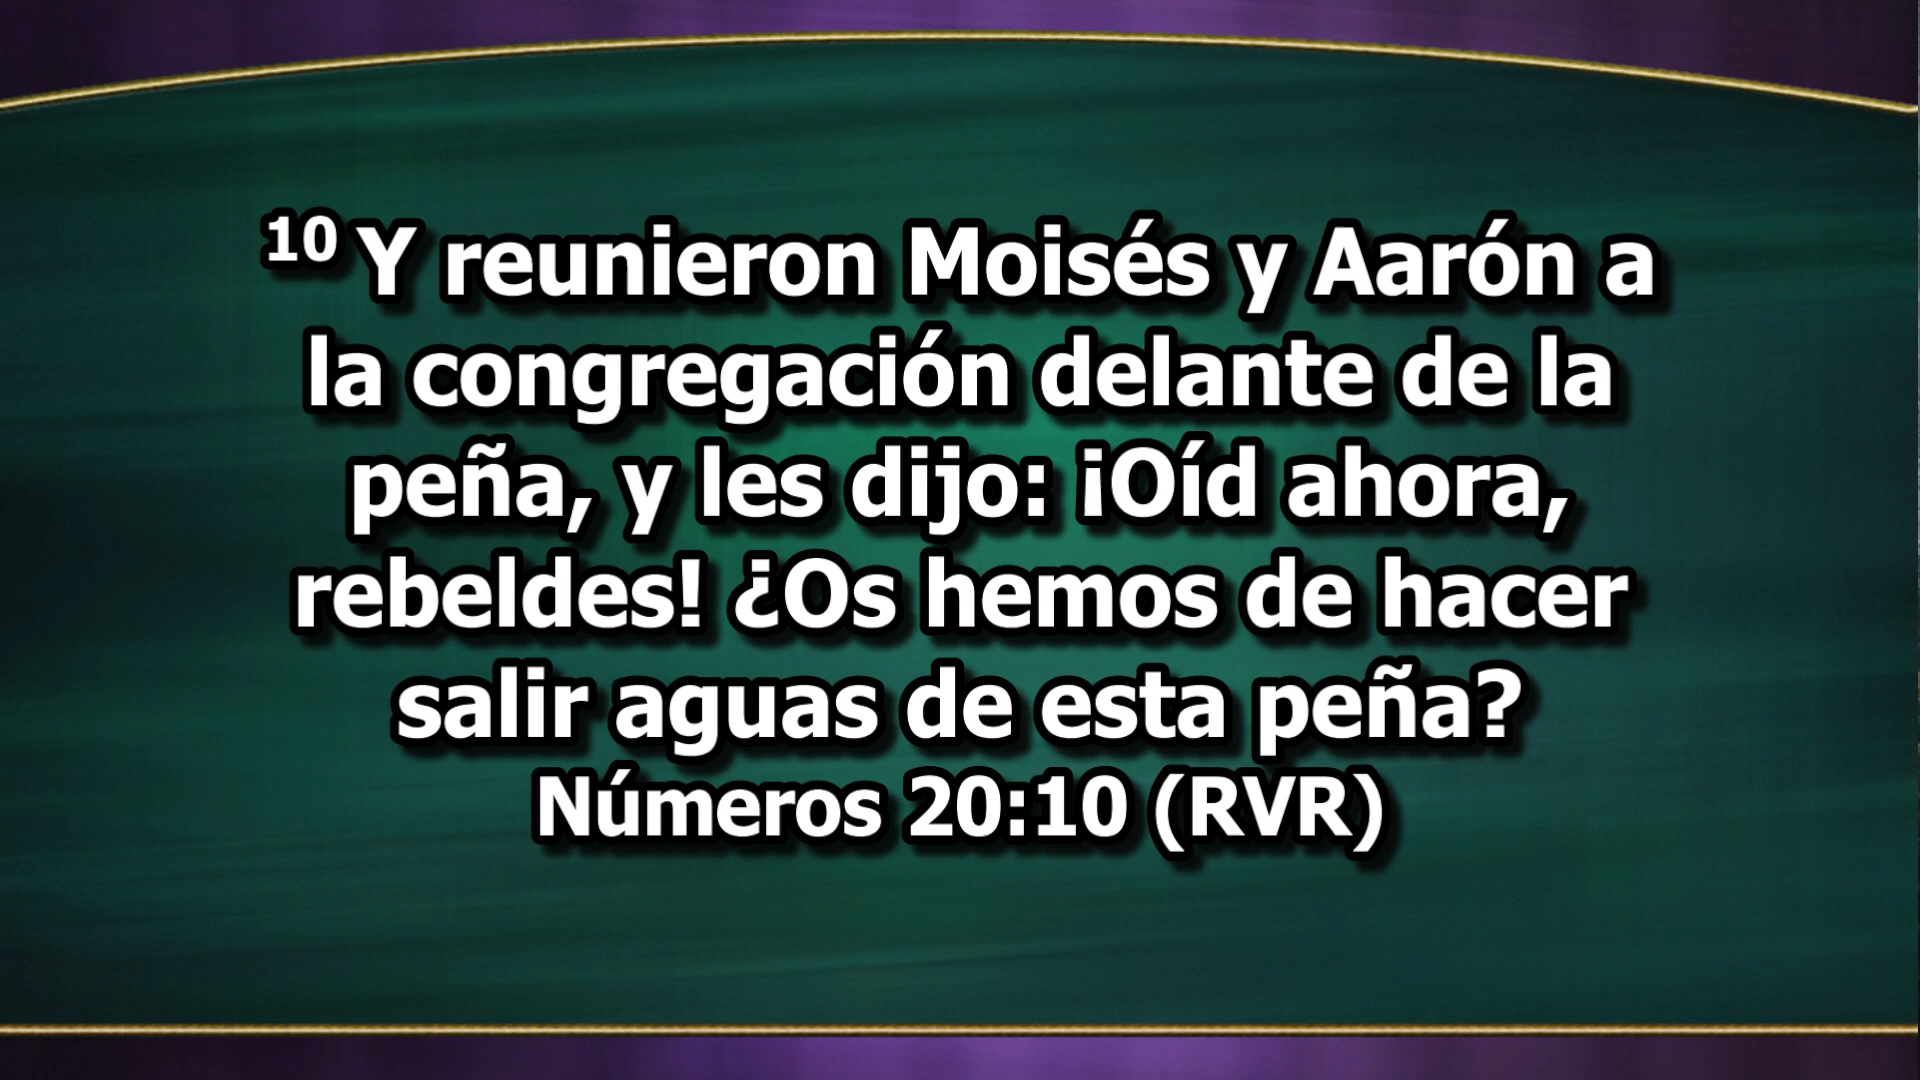 10 Y reunieron Moisés y Aarón a
la congregación delante de la
peña, y les dijo: ¡Oíd ahora,
rebeldes! ¿Os hemos de hacer
salir aguas de esta peña?
Números 20:10 (RVR)